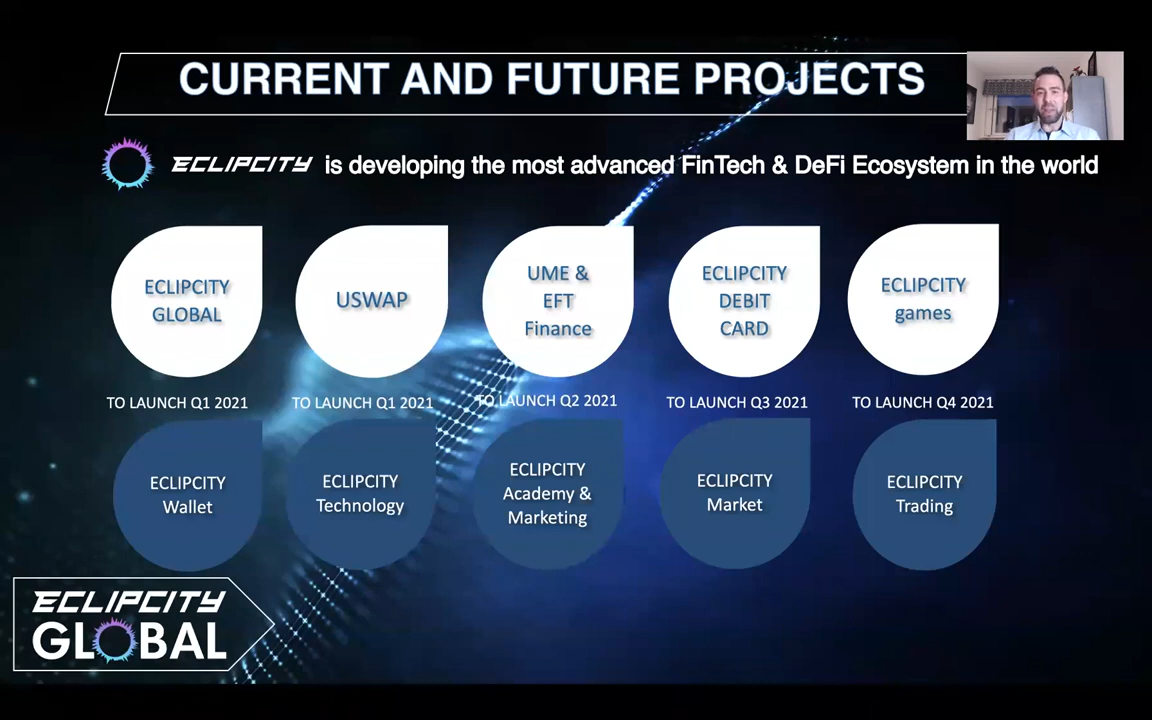 CURRENT AND FUTURE PROJECTS
ECLIPCITY is developing the most advanced FinTech & DeFi Ecosystem in the world
ECLIPCITY
GLOBAL
USWAP
UME &
EFT
Finance
ECLIPCITY
DEBIT
CARD
ECLIPCITY
games
TO LAUNCH Q1 2021
TO LAUNCH Q1 2021
TO LAUNCH Q2 2021
TO LAUNCH Q3 2021
TO LAUNCH Q4 2021
ECLIPCITY
Wallet
ECLIPCITY
Technology
ECLIPCITY
Academy &
Marketing
ECLIPCITY
Market
ECLIPCITY
Trading
ECLIPCITY
GLOBAL